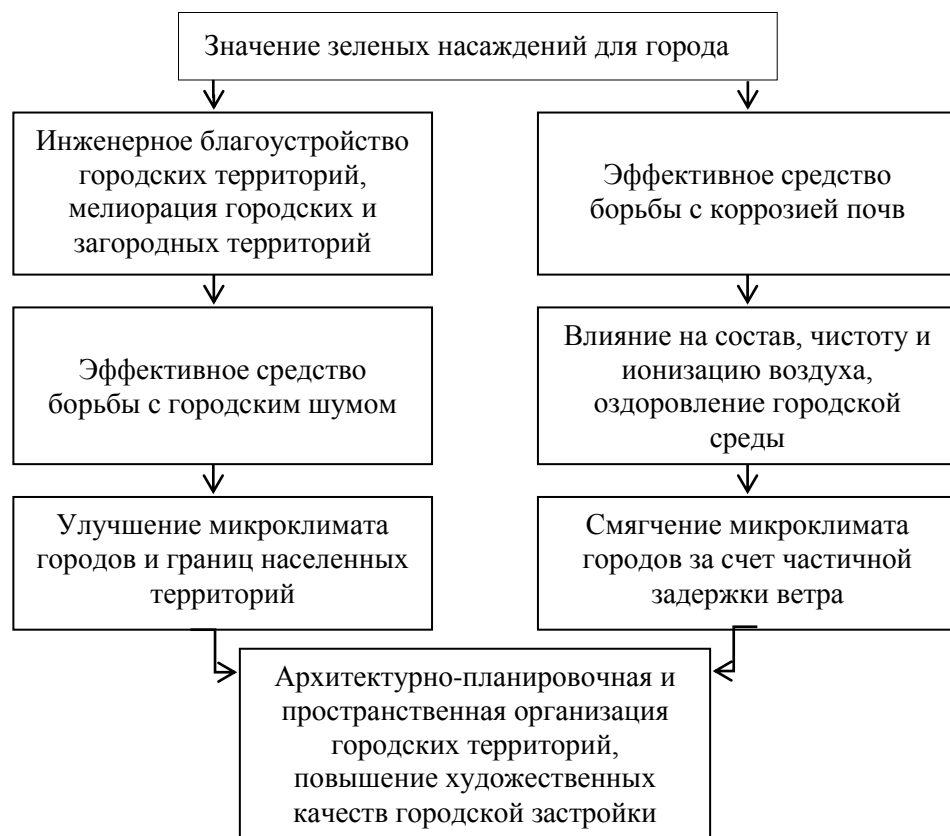 Значение зеленых насаждений для города
Инженерное благоустройство
городских территорий,
мелиорация городских и
загородных территорий
Эффективное средство
борьбы с коррозией почв
Эффективное средство
борьбы с городским шумом
Влияние на состав, чистоту и
ионизацию воздуха,
оздоровление городской
среды
Улучшение микроклимата
городов и границ населенных
территорий
Смягчение микроклимата
городов за счет частичной
задержки ветра
Архитектурно-планировочная и
пространственная организация
городских территорий,
повышение художественных
качеств городской застройки